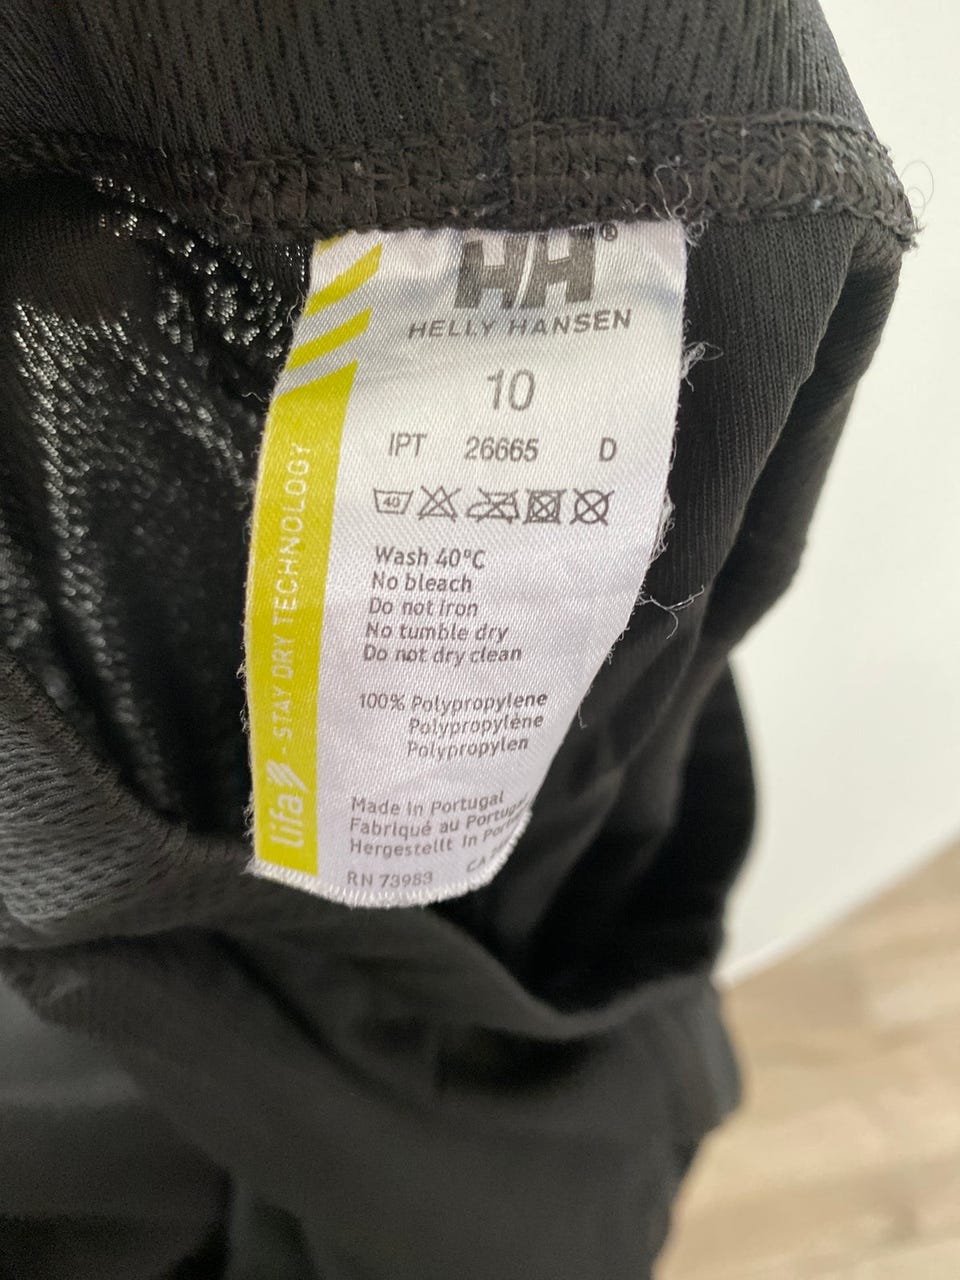 HH®
HELLY HANSEN
10
IPT 26665 D
40
Wash 40°C
No bleach
Do not iron
No tumble dry
Do not dry clean
100% Polypropylene
Polypropylène
Polypropylen
Made In Portugal
Fabriqué au
Hergestellt In
RN 73983 CA
lifa - STAY DRY TECHNOLOGY